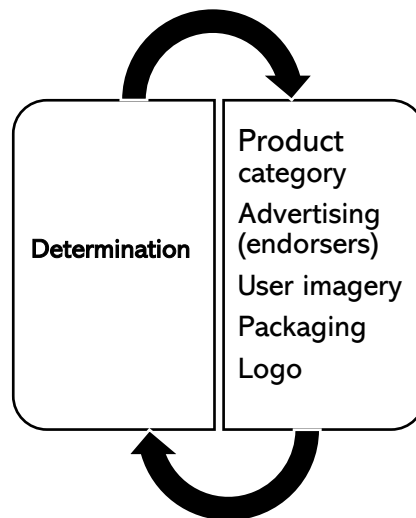 Determination
Product
category
Advertising
(endorsers)
User imagery
Packaging
Logo